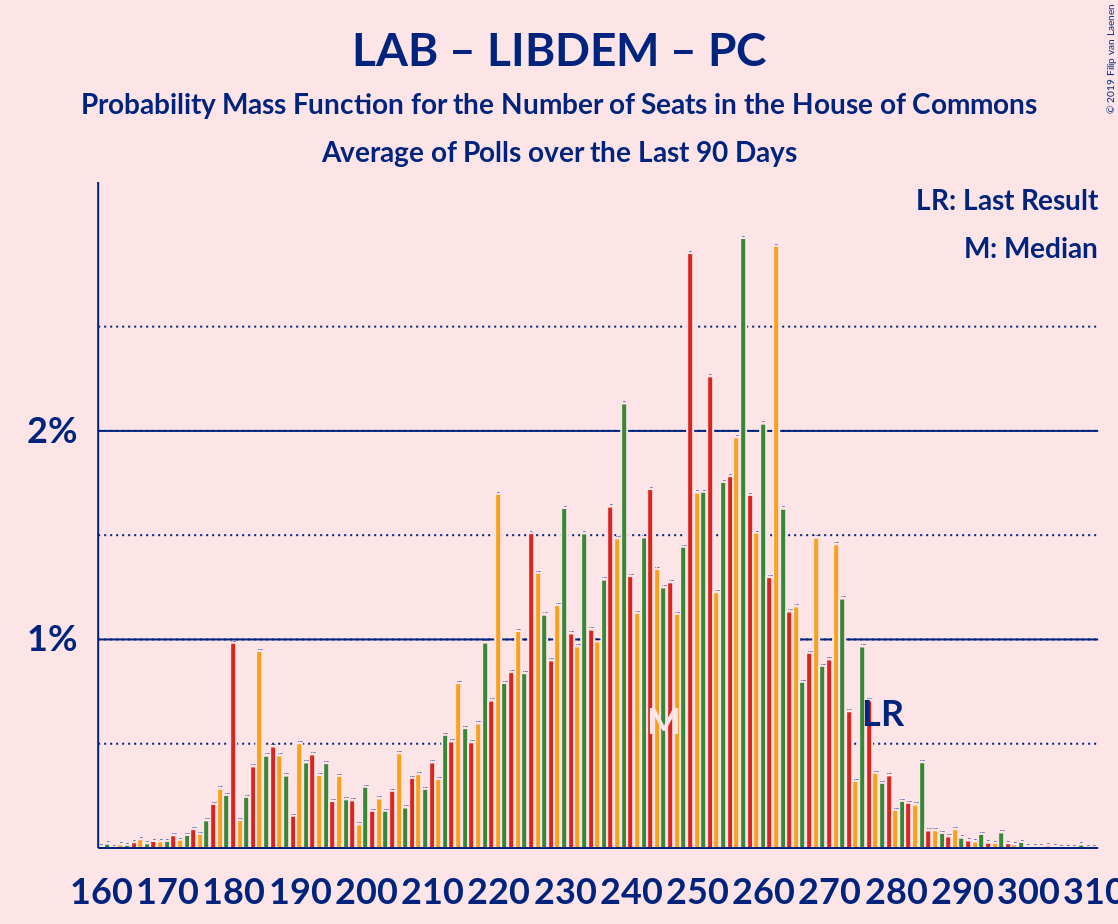 LAB – LIBDEM – PC
Probability Mass Function for the Number of Seats in the House of Commons
Average of Polls over the Last 90 Days
© 2019 Filip van Laenen
LR: Last Result
M: Median
2%
1%
M
LR
160 170 180 190 200 210 220 230 240 250 260 270 280 290 300 310